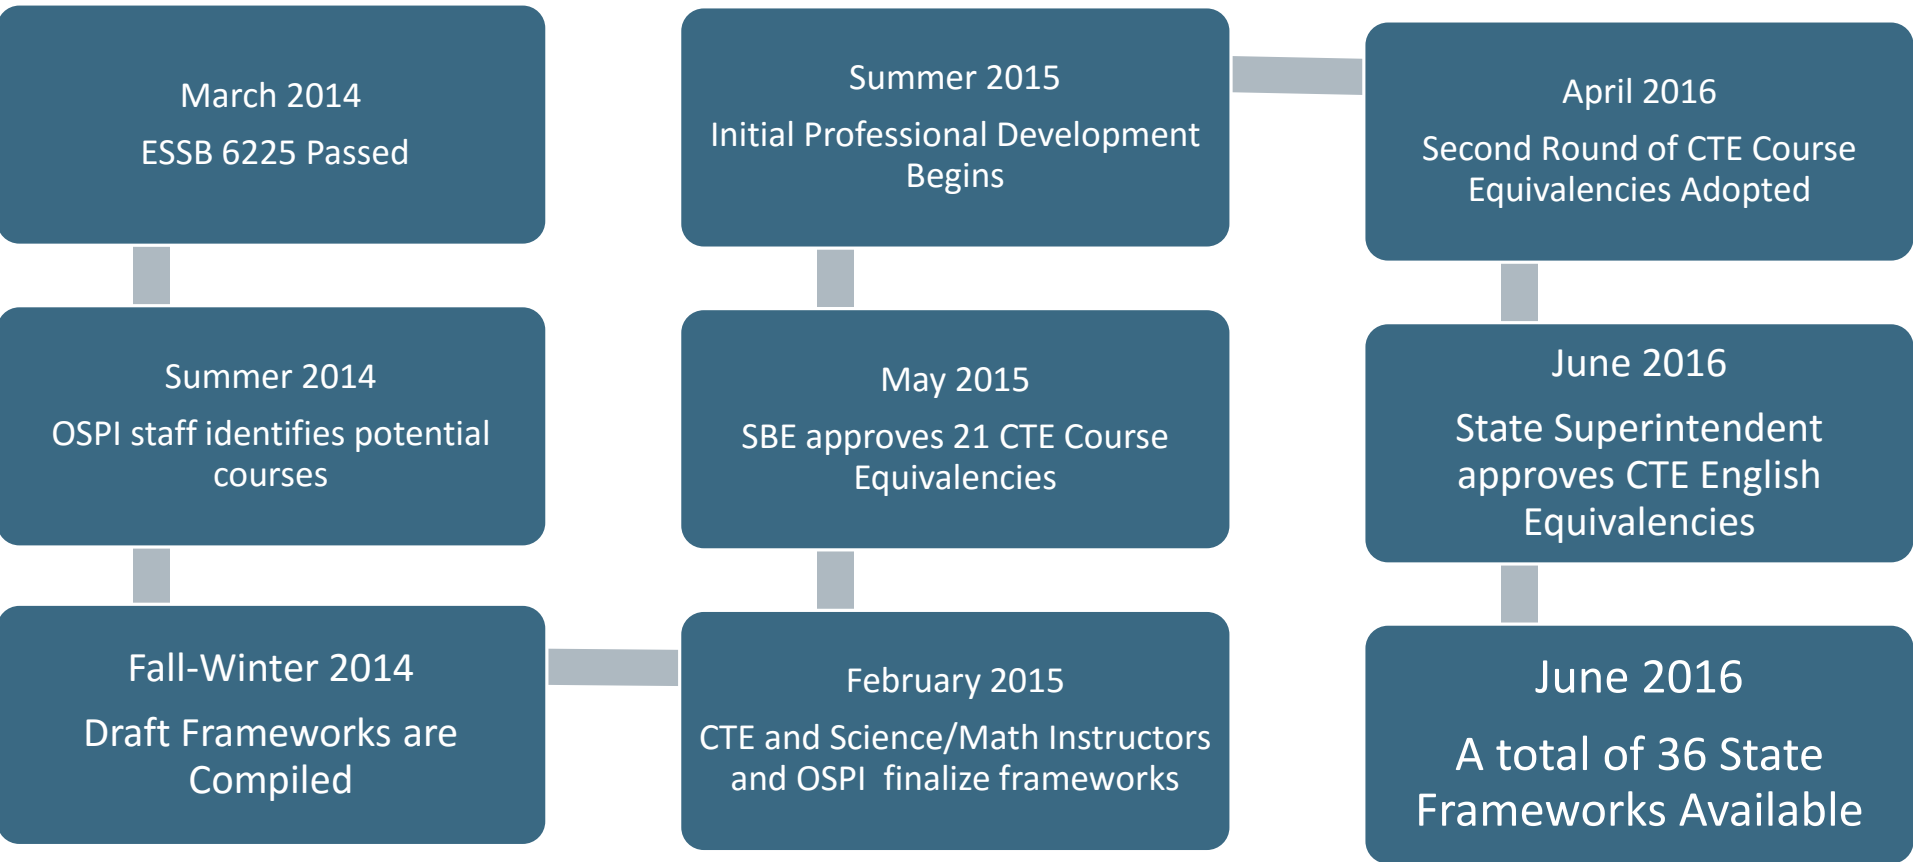 March 2014
ESSB 6225 Passed
Summer 2014
OSPI staff identifies potential
courses
Fall-Winter 2014
Draft Frameworks are
Compiled
February 2015
CTE and Science/Math Instructors
and OSPI  finalize frameworks
May 2015
SBE approves 21 CTE Course
Equivalencies
Summer 2015
Initial Professional Development
Begins
April 2016
Second Round of CTE Course
Equivalencies Adopted
June 2016
State Superintendent
approves CTE English
Equivalencies
June 2016
A total of 36 State
Frameworks Available